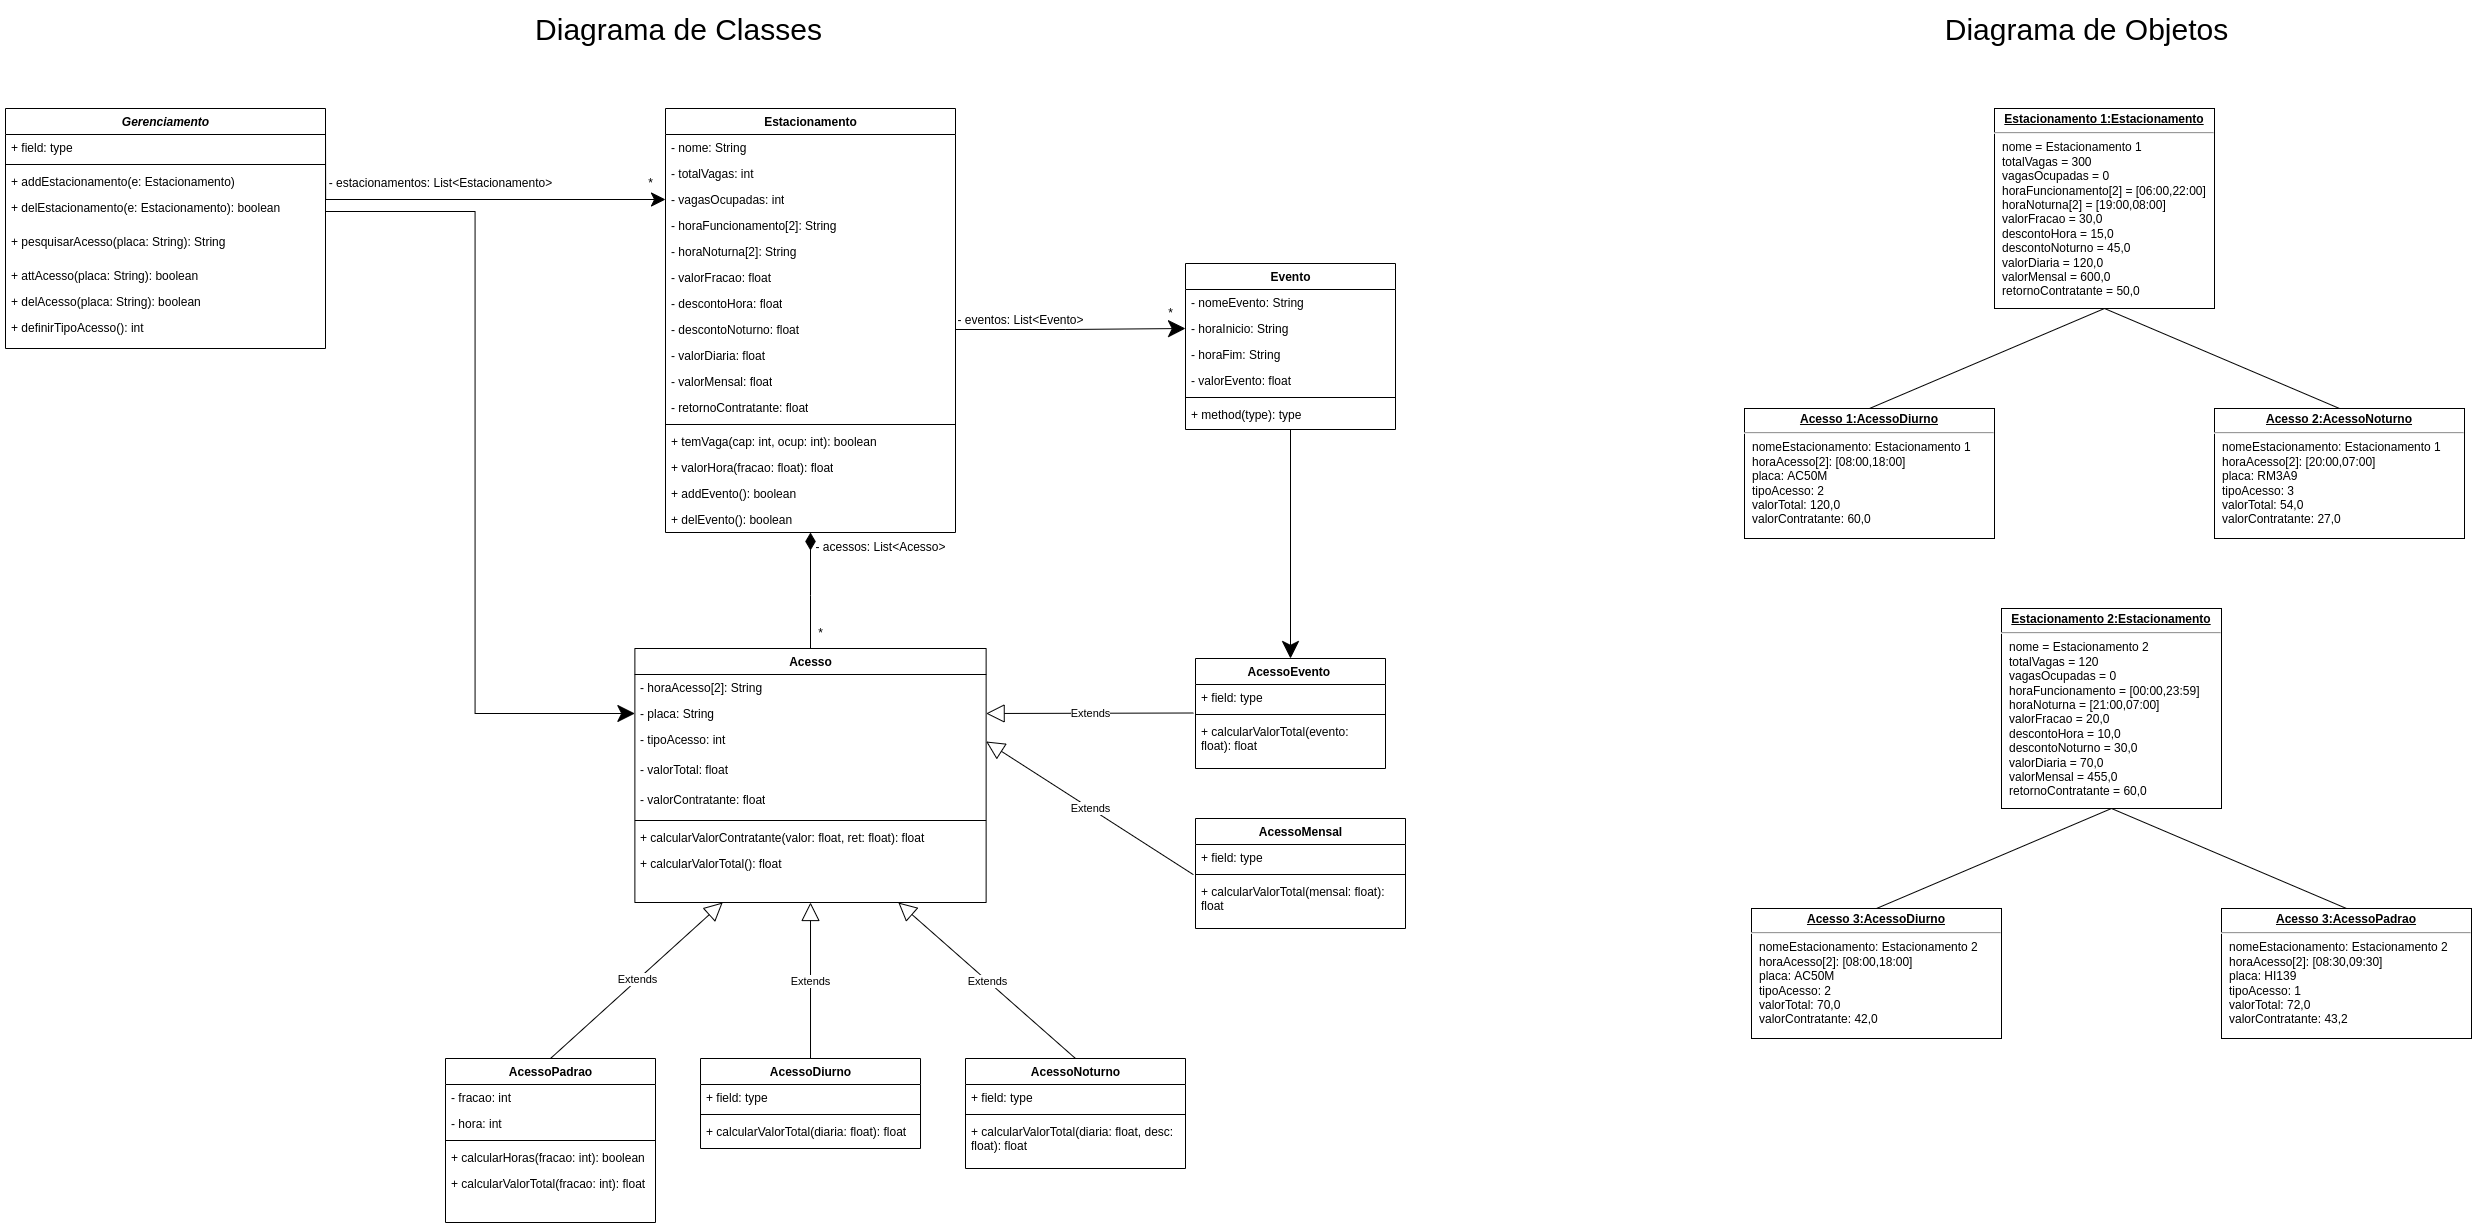 Diagrama de Classes
Gerenciamento
+ field: type
+ addEstacionamento(e: Estacionamento)
+ delEstacionamento(e: Estacionamento): boolean
+ pesquisarAcesso(placa: String): String
+ attAcesso(placa: String): boolean
+ delAcesso(placa: String): boolean
+ definirTipoAcesso(): int
- estacionamentos: List<Estacionamento>
*
Estacionamento
- nome: String
- totalVagas: int
- vagasOcupadas: int
- horaFuncionamento[2]: String
- horaNoturna[2]: String
- valorFracao: float
- descontoHora: float
- descontoNoturno: float
- valorDiaria: float
- valorMensal: float
- retornoContratante: float
+ temVaga(cap: int, ocup: int): boolean
+ valorHora(fracao: float): float
+ addEvento(): boolean
+ delEvento(): boolean
- eventos: List<Evento>
*
Evento
- nomeEvento: String
- horaInicio: String
- horaFim: String
- valorEvento: float
+ method(type): type
- acessos: List<Acesso>
*
Acesso
- horaAcesso[2]: String
- placa: String
- tipoAcesso: int
- valorTotal: float
- valorContratante: float
+ calcularValorContratante(valor: float, ret: float): float
+ calcularValorTotal(): float
Extends
AcessoEvento
+ field: type
+ calcularValorTotal(evento:
float): float
Extends
AcessoMensal
+ field: type
+ calcularValorTotal(mensal: float):
float
Extends
Extends
Extends
AcessoPadrao
- fracao: int
- hora: int
+ calcularHoras(fracao: int): boolean
+ calcularValorTotal(fracao: int): float
AcessoDiurno
+ field: type
+ calcularValorTotal(diaria: float): float
AcessoNoturno
+ field: type
+ calcularValorTotal(diaria: float, desc:
float): float
Diagrama de Objetos
Estacionamento 1:Estacionamento
nome = Estacionamento 1
totalVagas = 300
vagasOcupadas = 0
horaFuncionamento[2] = [06:00,22:00]
horaNoturna[2] = [19:00,08:00]
valorFracao = 30,0
descontoHora = 15,0
descontoNoturno = 45,0
valorDiaria = 120,0
valorMensal = 600,0
retornoContratante = 50,0
Acesso 1:AcessoDiurno
nomeEstacionamento: Estacionamento 1
horaAcesso[2]: [08:00,18:00]
placa: AC50M
tipoAcesso: 2
valorTotal: 120,0
valorContratante: 60,0
Acesso 2:AcessoNoturno
nomeEstacionamento: Estacionamento 1
horaAcesso[2]: [20:00,07:00]
placa: RM3A9
tipoAcesso: 3
valorTotal: 54,0
valorContratante: 27,0
Estacionamento 2:Estacionamento
nome = Estacionamento 2
totalVagas = 120
vagasOcupadas = 0
horaFuncionamento = [00:00,23:59]
horaNoturna = [21:00,07:00]
valorFracao = 20,0
descontoHora = 10,0
descontoNoturno = 30,0
valorDiaria = 70,0
valorMensal = 455,0
retornoContratante = 60,0
Acesso 3:AcessoDiurno
nomeEstacionamento: Estacionamento 2
horaAcesso[2]: [08:00,18:00]
placa: AC50M
tipoAcesso: 2
valorTotal: 70,0
valorContratante: 42,0
Acesso 3:AcessoPadrao
nomeEstacionamento: Estacionamento 2
horaAcesso[2]: [08:30,09:30]
placa: HI139
tipoAcesso: 1
valorTotal: 72,0
valorContratante: 43,2